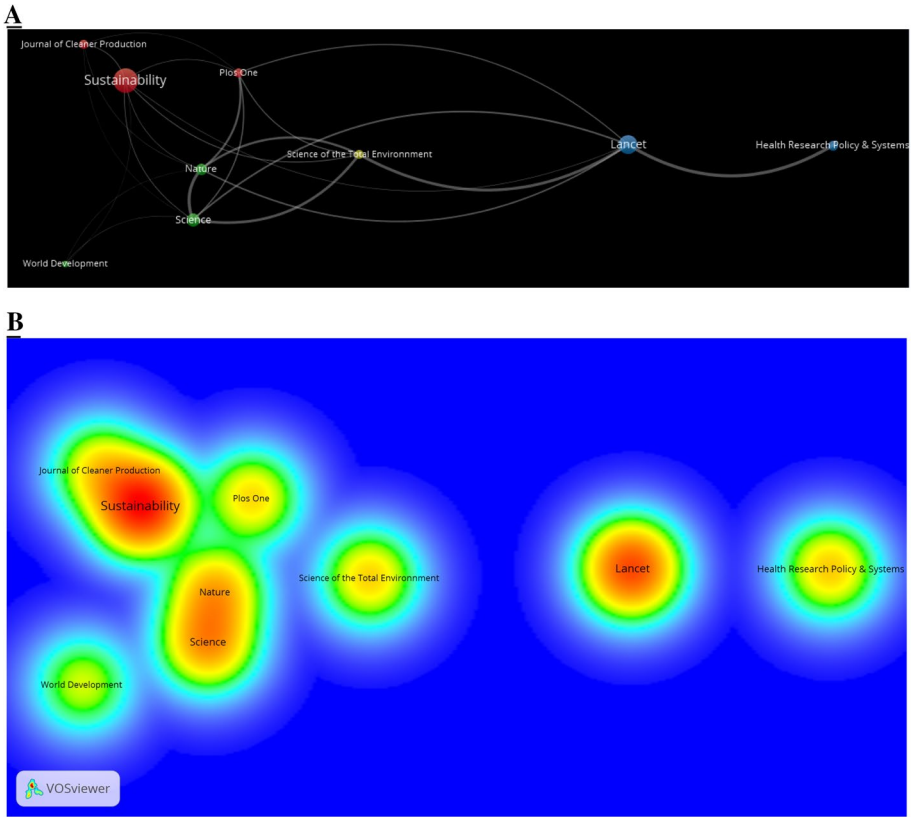 A
Journal of Cleaner Production
Sustainability
Plos One
Lancet
Health Research Policy & Systems
Science of the Total Environnment
Nature
Science
World Development
B
Journal of Cleaner Production
Plos One
Sustainability
Lancet
Health Research Policy & Systems
Science of the Total Environnment
Nature
Science
World Development
VOSviewer